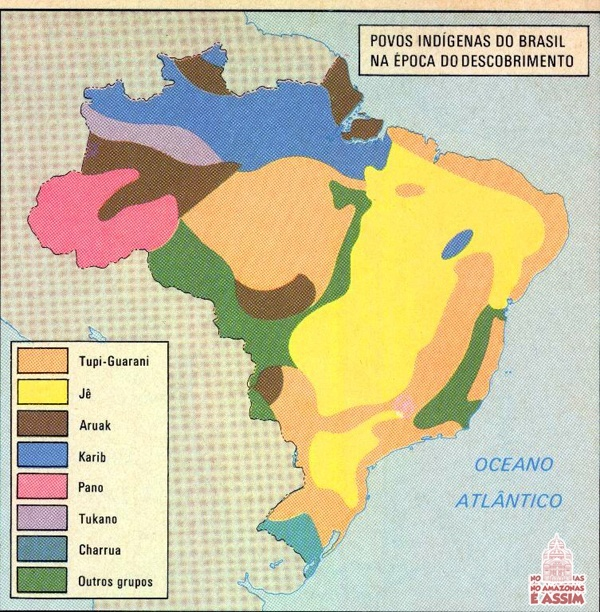 POVOS INDÍGENAS DO BRASIL
NA ÉPOCA DO DESCOBRIMENTO
Tupi-Guarani
Jê
Aruak
Karib
Pano
Tukano
Charrua
Outros grupos
OCEANO
ATLÂNTICO
NO AMAZONAS
É ASSIM